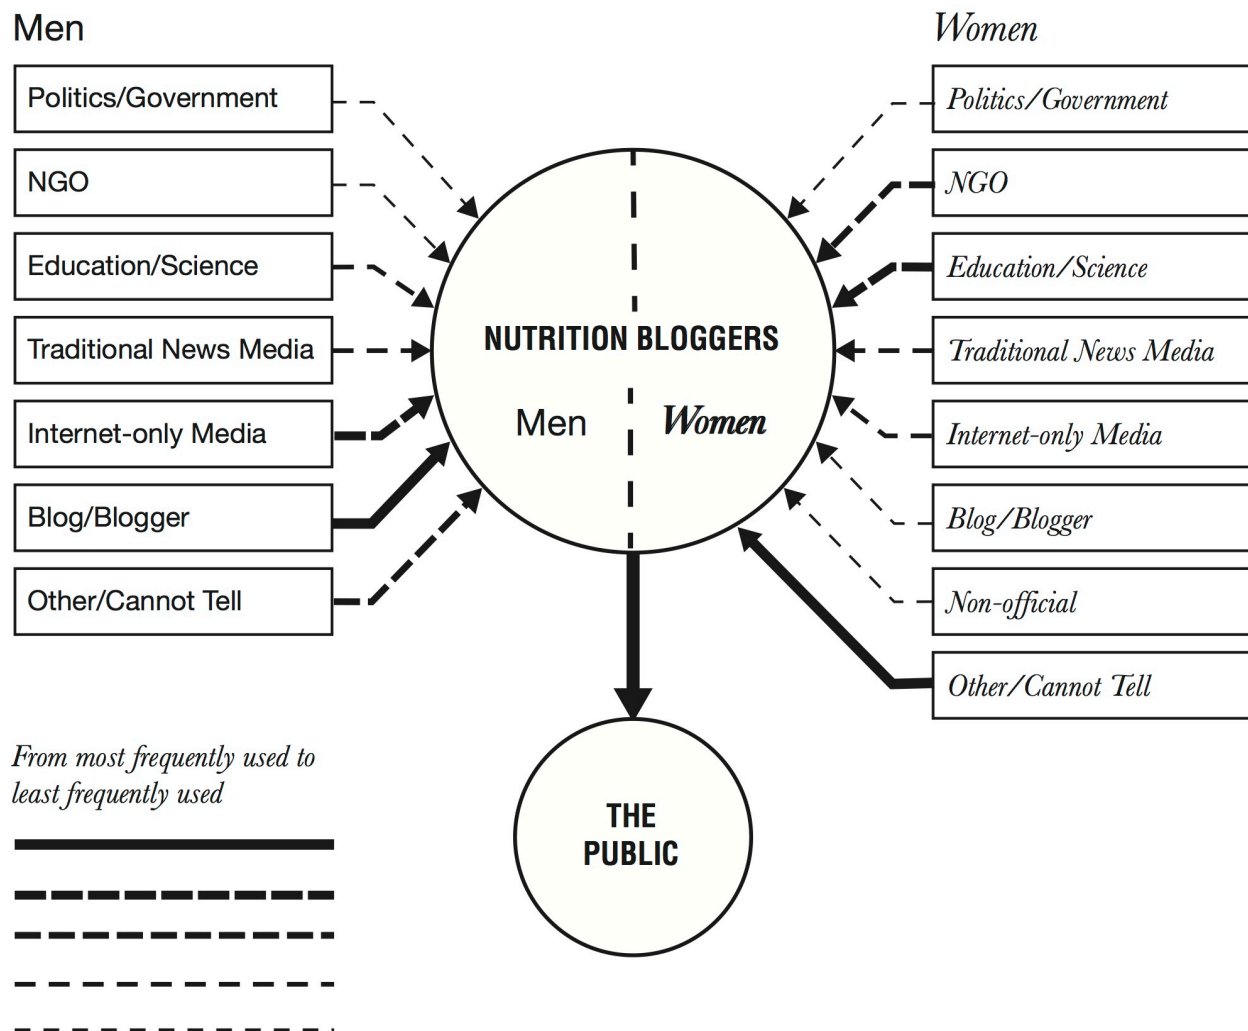 Men
Politics/Government
NGO
Education/Science
Traditional News Media
Internet-only Media
Blog/Blogger
Other/Cannot Tell
From most frequently used to
least frequently used
NUTRITION BLOGGERS
Men
Women
THE
PUBLIC
Women
Politics/Government
NGO
Education/Science
Traditional News Media
Internet-only Media
Blog/Blogger
Non-official
Other/Cannot Tell